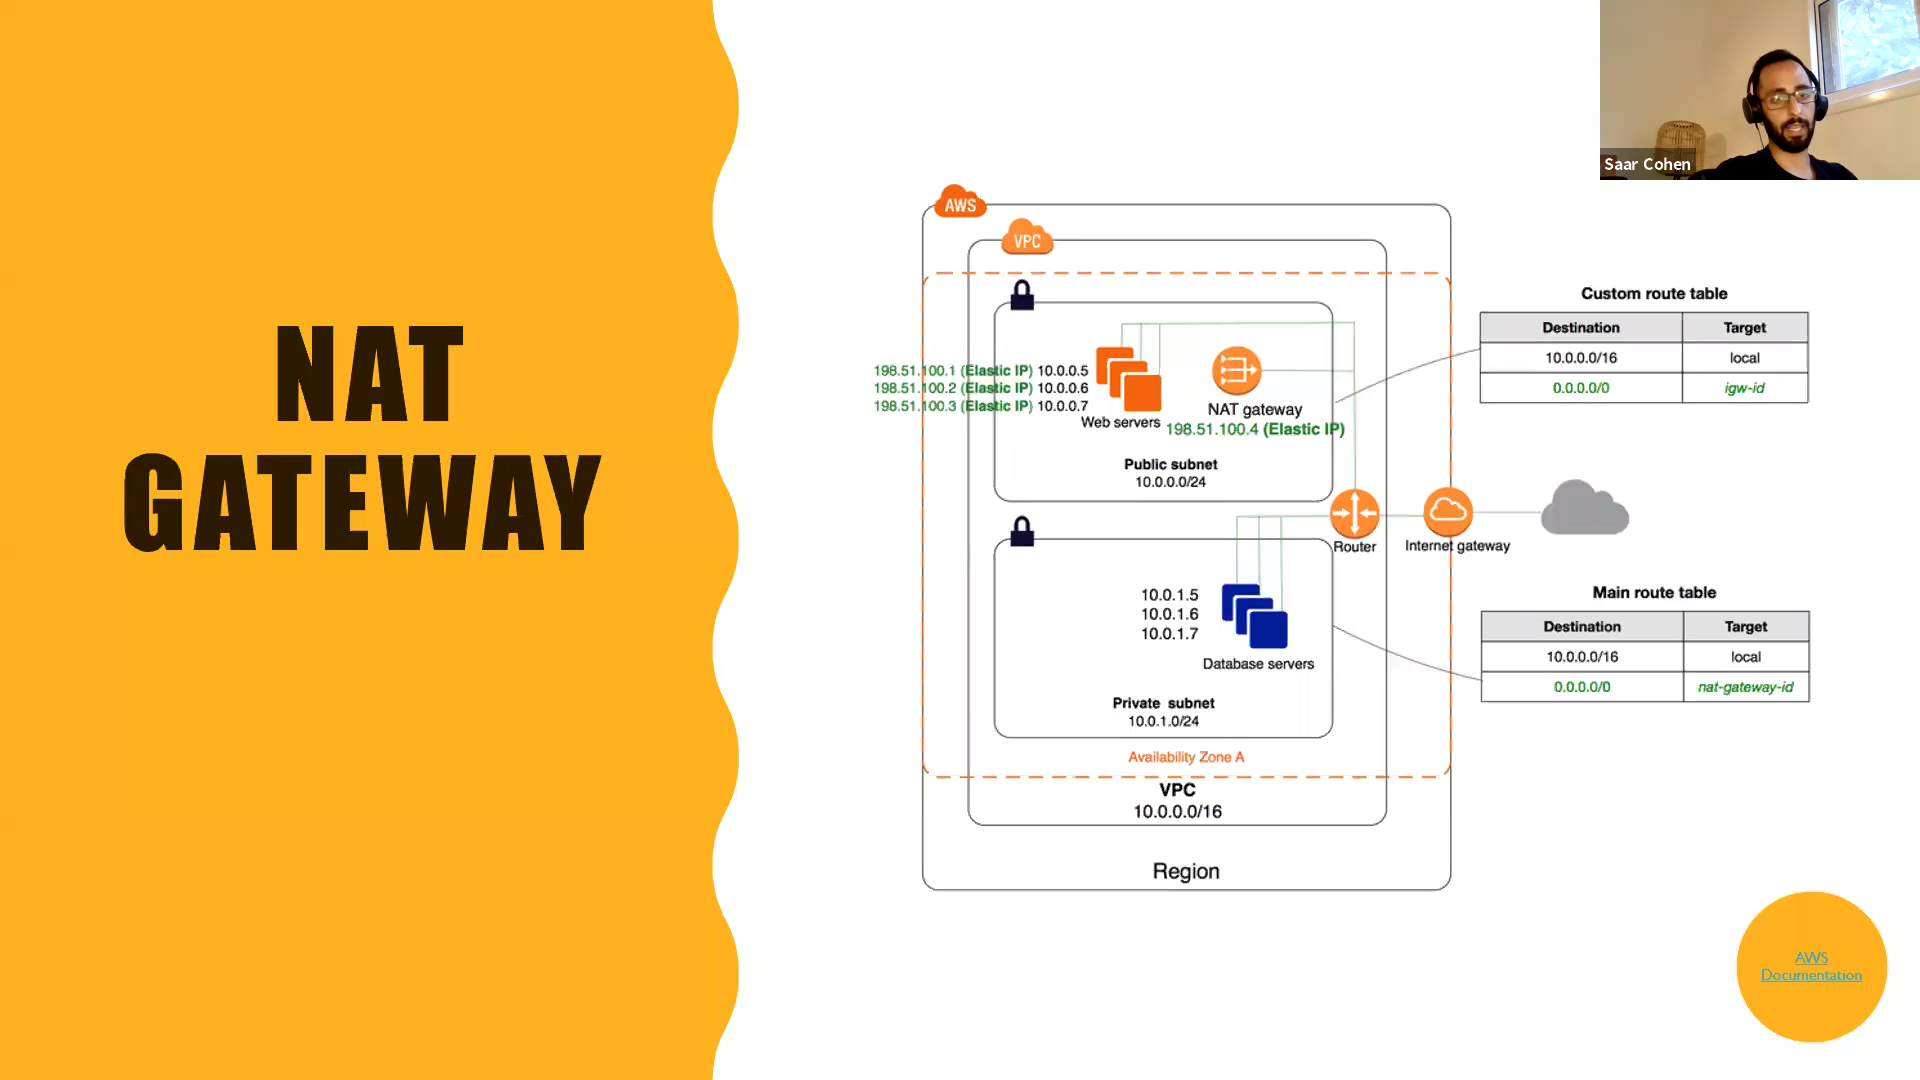 NAT
GATEWAY
Saar Cohen
AWS
VPC
198.51.100.1 (Elastic IP) 10.0.0.5
198.51.100.2 (Elastic IP) 10.0.0.6
198.51.100.3 (Elastic IP) 10.0.0.7
Web servers
NAT gateway
198.51.100.4 (Elastic IP)
Public subnet
10.0.0.0/24
Router
Internet gateway
10.0.1.5
10.0.1.6
10.0.1.7
Database servers
Private subnet
10.0.1.0/24
Availability Zone A
VPC
10.0.0.0/16
Region
Custom route table
Destination Target
10.0.0.0/16 local
0.0.0.0/0 igw-id
Main route table
Destination Target
10.0.0.0/16 local
0.0.0.0/0 nat-gateway-id
AWS
Documentation